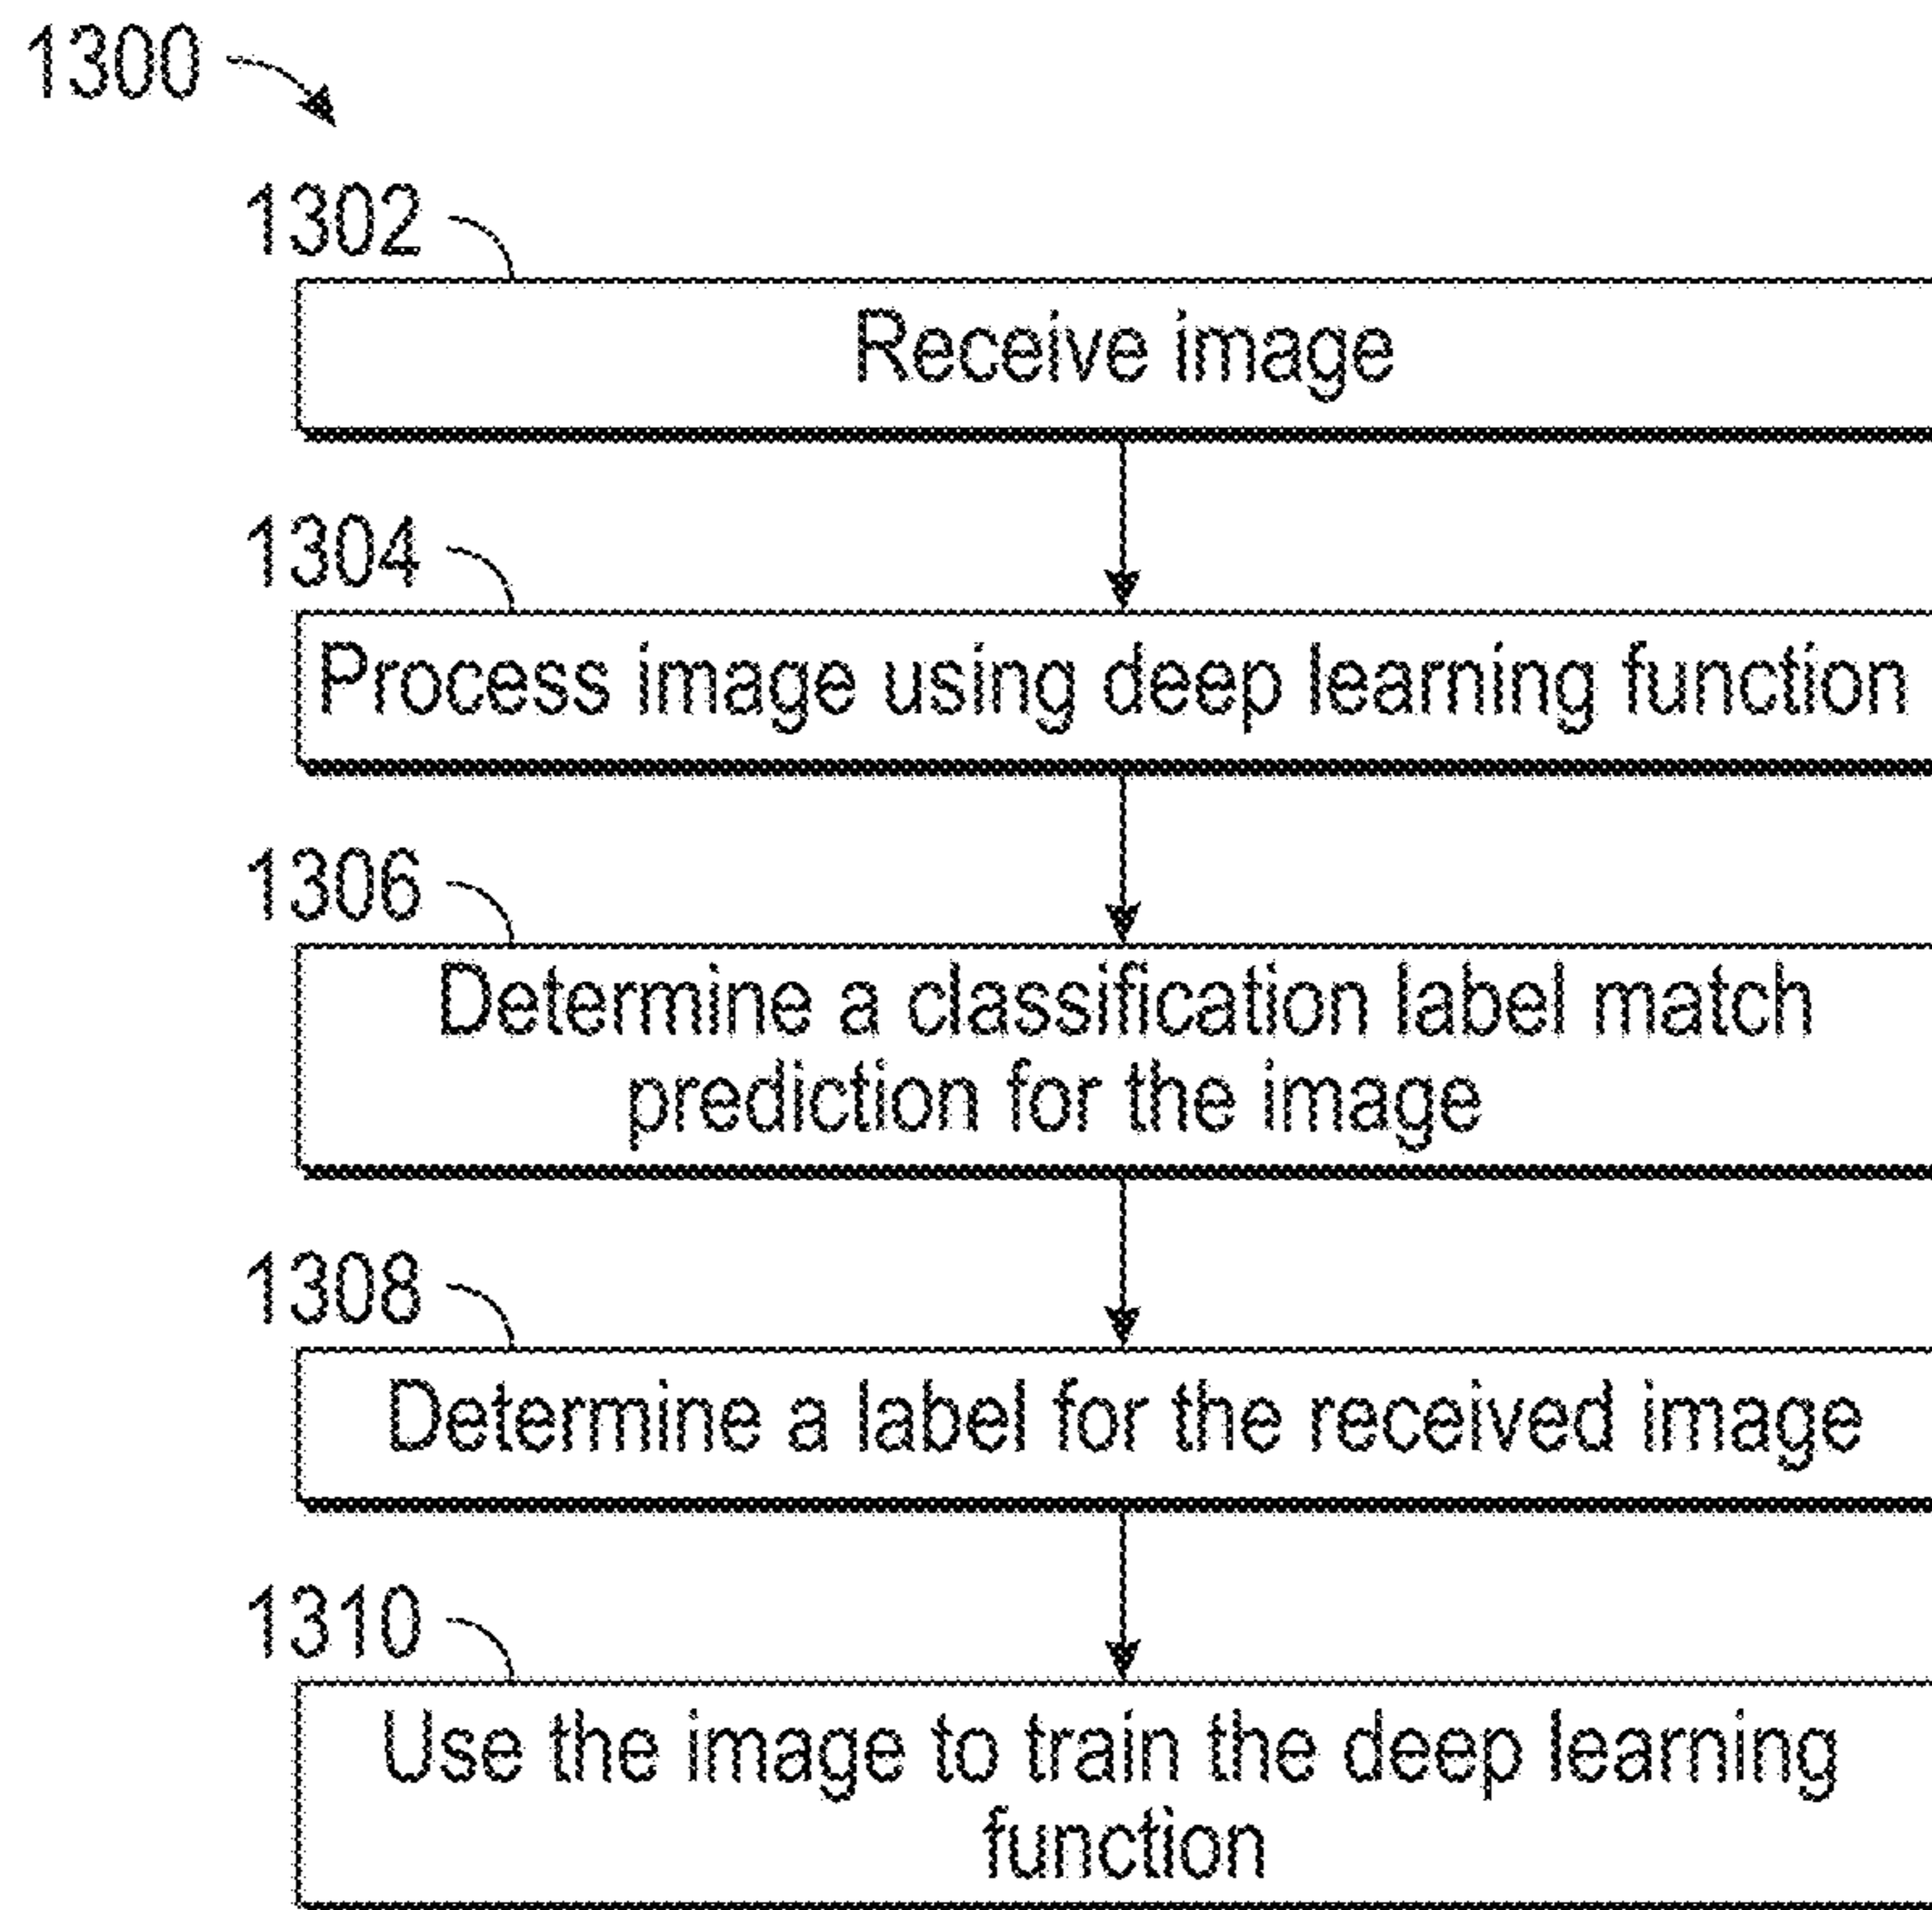 1300
1302
Receive image
1304
Process image using deep learning function
1306
Determine a classification label match
prediction for the image
1308
Determine a label for the received image
1310
Use the image to train the deep learning
function